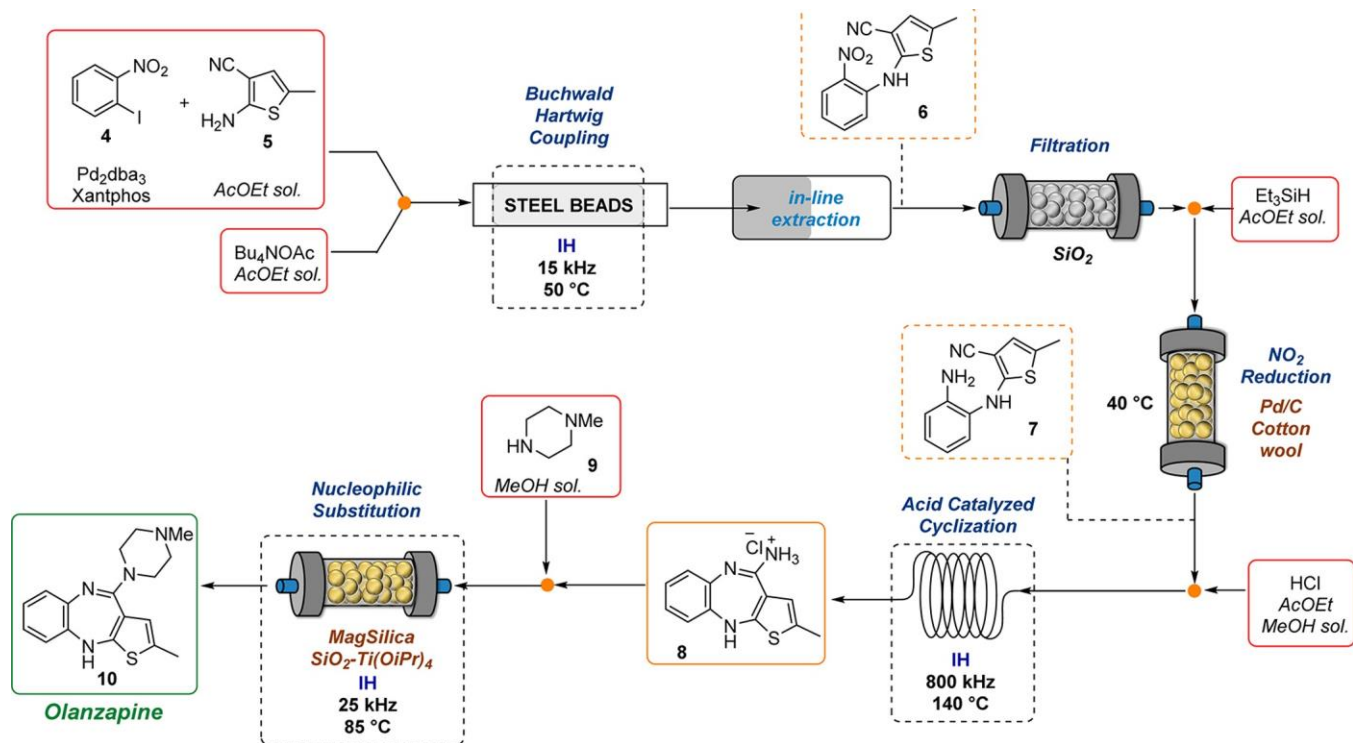 NO₂
I
4
+
NC
H₂N
S
5
Pd₂dba₃
Xantphos
AcOEt sol.
Bu₄NOAc
AcOEt sol.
Buchwald
Hartwig
Coupling
STEEL BEADS
IH
15 kHz
50 °C
in-line
extraction
NC
NO₂
S
NH
6
Filtration
SiO₂
Et₃SiH
AcOEt sol.
NO₂
Reduction
Pd/C
Cotton
wool
40 °C
NC
NH₂
S
NH
7
HCl
AcOEt
MeOH sol.
Acid Catalyzed
Cyclization
IH
800 kHz
140 °C
Cl⁻
NH₃⁺
N
N
H
S
8
NMe
HN
9
MeOH sol.
Nucleophilic
Substitution
MagSilica
SiO₂-Ti(OiPr)₄
IH
25 kHz
85 °C
NMe
N
N
N
H
S
10
Olanzapine